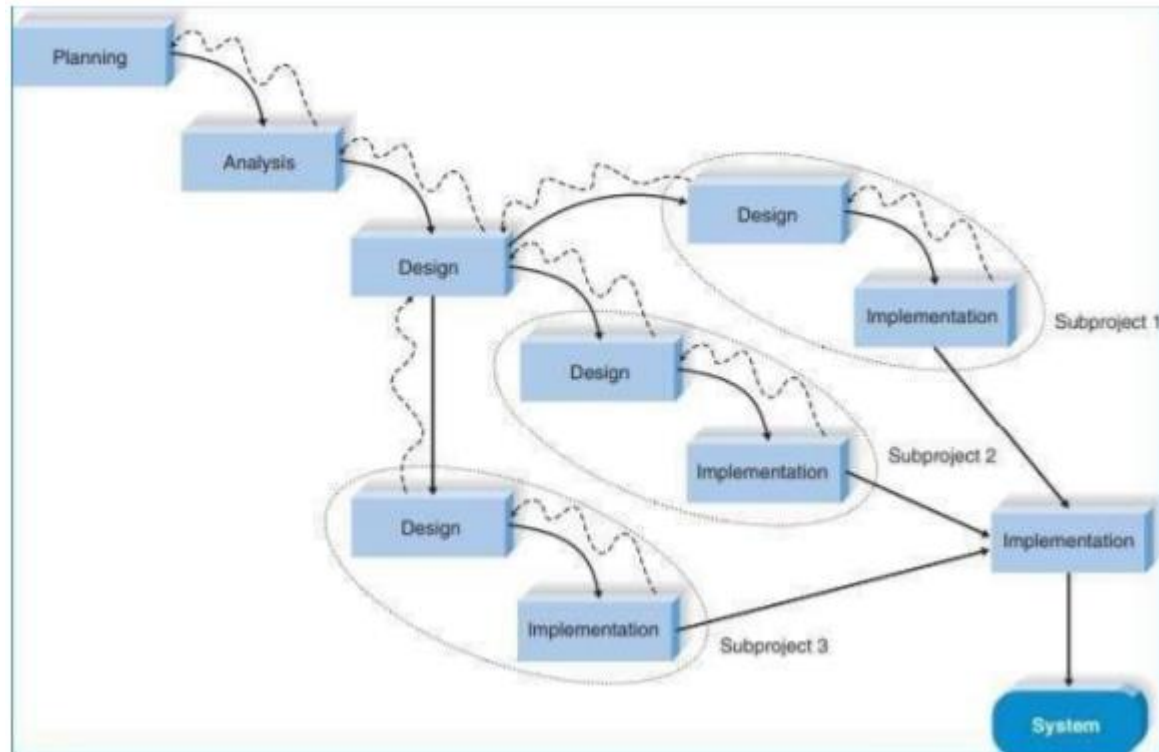 Planning
Analysis
Design
Design
Implementation
Subproject 1
Design
Implementation
Subproject 2
Design
Implementation
Subproject 3
Implementation
System